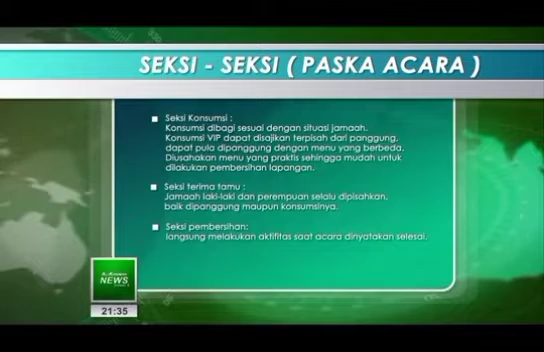 SEKSI - SEKSI ( PASKA ACARA )
Seksi Konsumsi :
Konsumsi dibagi sesuai dengan situasi jamaah.
Konsumsi VIP dapat disajikan terpisah dari panggung,
dapat pula dipanggung dengan menu yang berbeda.
Diusahakan menu yang praktis sehingga mudah untuk
dilakukan pembersihan lapangan.
Seksi terima tamu :
Jamaah laki-laki dan perempuan selalu dipisahkan,
baik dipanggung maupun konsumsinya.
Seksi pembersihan:
langsung melakukan aktifitas saat acara dinyatakan selesai.
NEWS
21:35